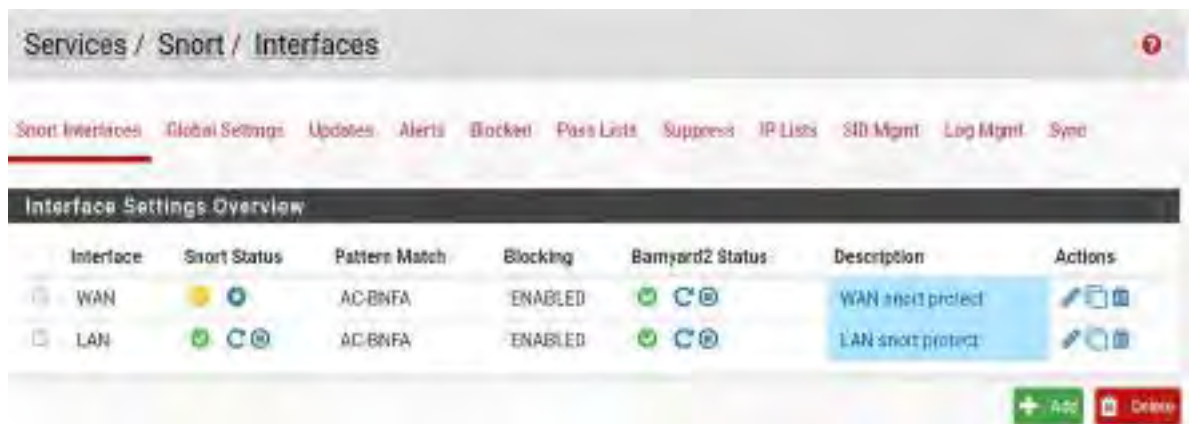 Services / Snort / Interfaces
Snort Interfaces Global Settings Updates Alerts Blocked Pass Lists Suppress IP Lists SID Mgmt Log Mgmt Sync
Interface Settings Overview
Interface Snort Status Pattern Match Blocking Barnyard2 Status Description Actions
WAN AC-BNFA ENABLED WAN snort protect
LAN AC-BNFA ENABLED LAN snort protect
Add Delete